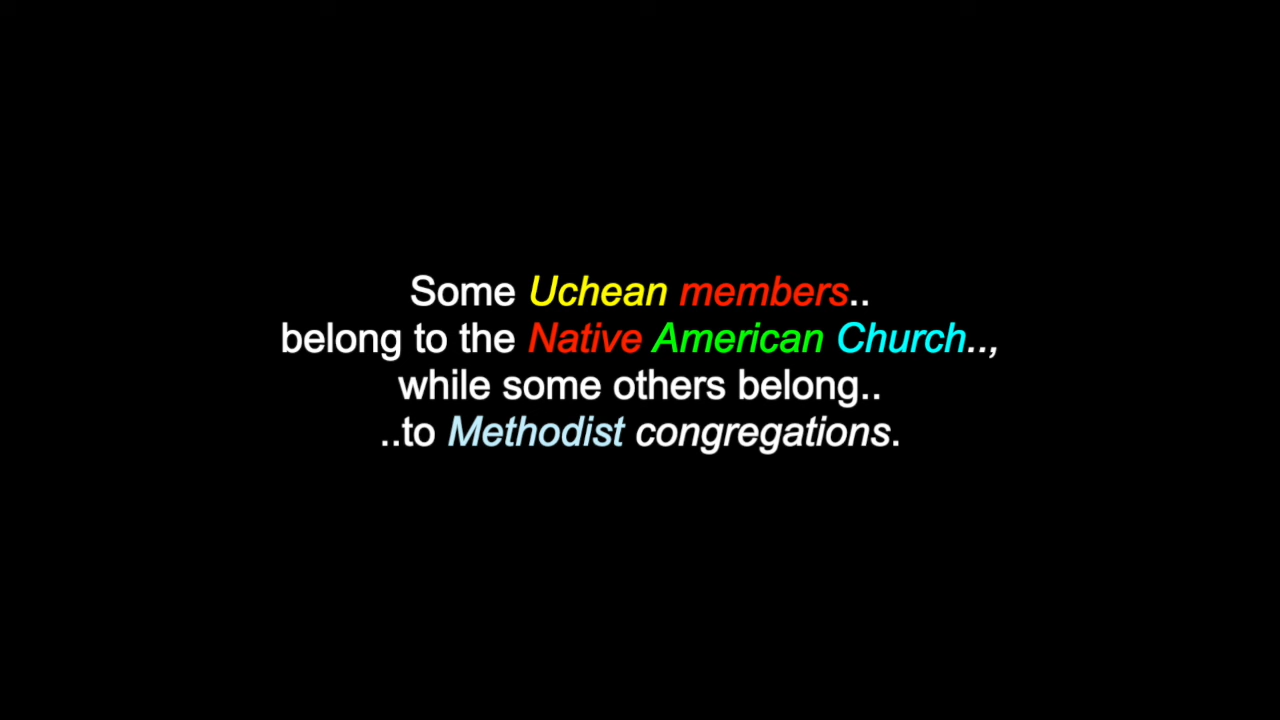 Some Uchean members..
belong to the Native American Church..,
while some others belong..
..to Methodist congregations.